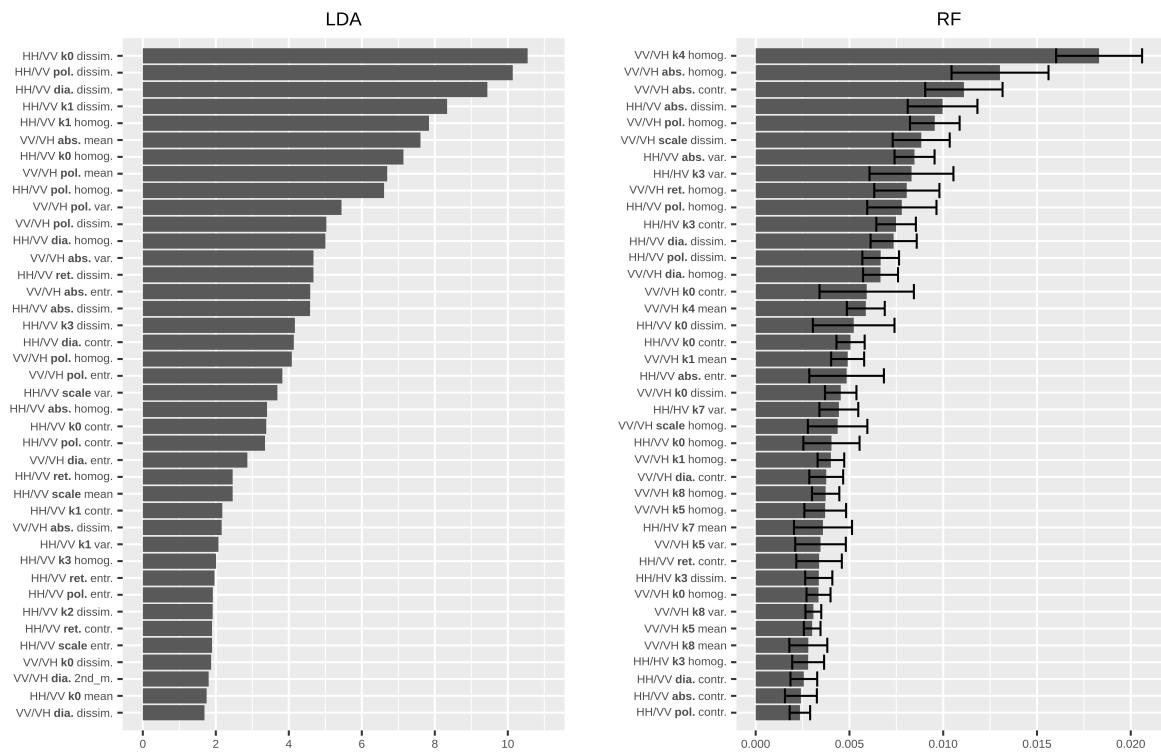 LDA
HH/VV k0 dissim.
HH/VV pol. dissim.
HH/VV dia. dissim.
HH/VV k1 dissim.
HH/VV k1 homog.
VV/VH abs. mean
HH/VV k0 homog.
VV/VH pol. mean
HH/VV pol. homog.
VV/VH pol. var.
VV/VH pol. dissim.
HH/VV dia. homog.
VV/VH abs. var.
HH/VV ret. dissim.
VV/VH abs. entr.
HH/VV abs. dissim.
HH/VV k3 dissim.
HH/VV dia. contr.
VV/VH pol. homog.
VV/VH pol. entr.
HH/VV scale var.
HH/VV abs. homog.
HH/VV k0 contr.
HH/VV pol. contr.
VV/VH dia. entr.
HH/VV ret. homog.
HH/VV scale mean
HH/VV k1 contr.
VV/VH abs. dissim.
HH/VV k1 var.
HH/VV k3 homog.
HH/VV ret. entr.
HH/VV pol. entr.
HH/VV k2 dissim.
HH/VV ret. contr.
HH/VV scale entr.
VV/VH k0 dissim.
VV/VH dia. 2nd_m.
HH/VV k0 mean
VV/VH dia. dissim.
0 2 4 6 8 10
RF
VV/VH k4 homog.
VV/VH abs. homog.
VV/VH abs. contr.
HH/VV abs. dissim.
VV/VH pol. homog.
VV/VH scale dissim.
HH/VV abs. var.
HH/HV k3 var.
VV/VH ret. homog.
HH/VV pol. homog.
HH/HV k3 contr.
HH/VV dia. dissim.
HH/VV pol. dissim.
VV/VH dia. homog.
VV/VH k0 contr.
VV/VH k4 mean
HH/VV k0 dissim.
HH/VV k0 contr.
VV/VH k1 mean
HH/VV abs. entr.
VV/VH k0 dissim.
HH/HV k7 var.
VV/VH scale homog.
HH/VV k0 homog.
VV/VH k1 homog.
VV/VH dia. contr.
VV/VH k8 homog.
VV/VH k5 homog.
HH/HV k7 mean
VV/VH k5 var.
HH/VV ret. contr.
HH/HV k3 dissim.
VV/VH k0 homog.
VV/VH k8 var.
VV/VH k5 mean
VV/VH k8 mean
HH/HV k3 homog.
HH/VV dia. contr.
HH/VV abs. contr.
HH/VV pol. contr.
0.000 0.005 0.010 0.015 0.020